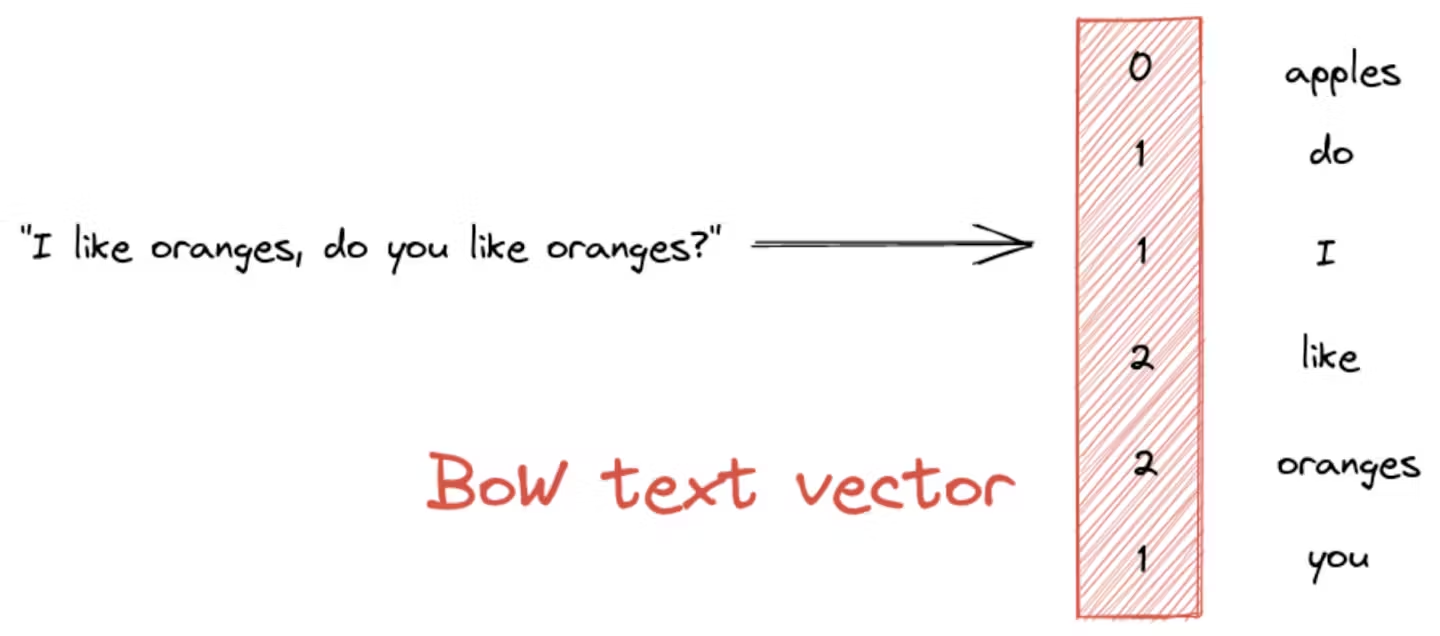 0 apples
1 do
"I like oranges, do you like oranges?"
1 I
2 like
BoW text vector
2 oranges
1 you